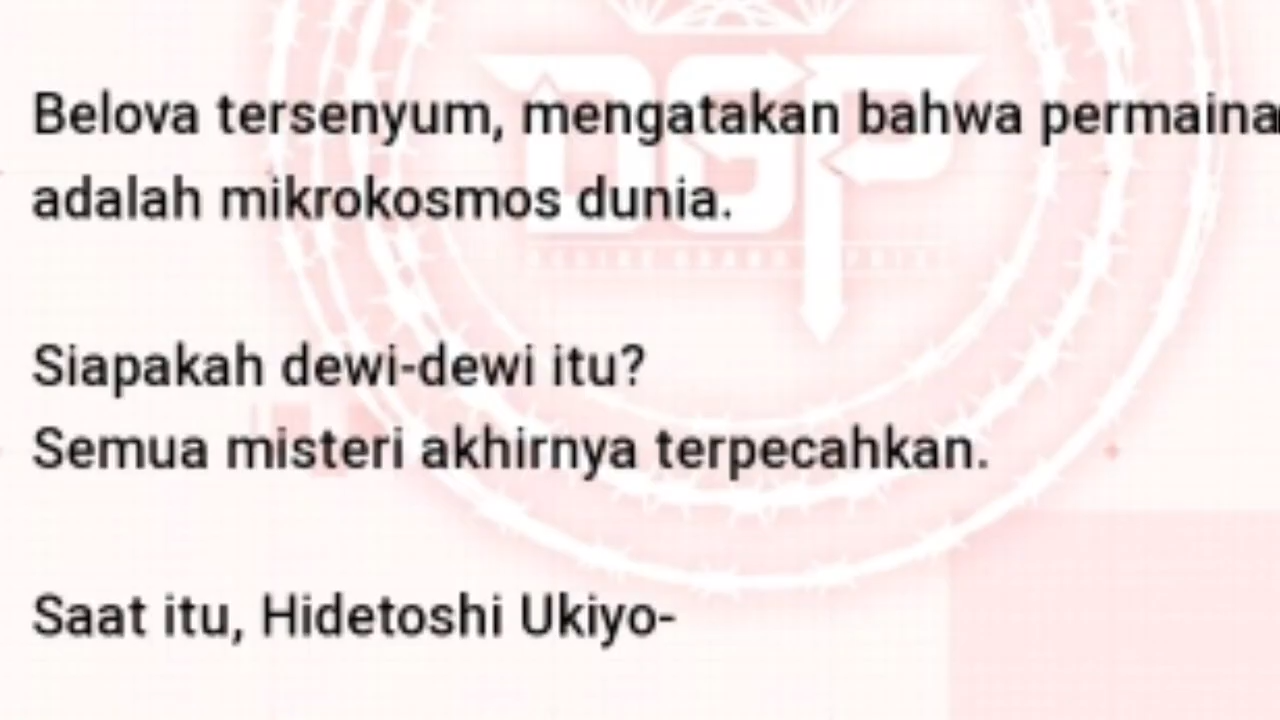 DGP
Belova tersenyum, mengatakan bahwa permaina
adalah mikrokosmos dunia.
Siapakah dewi-dewi itu?
Semua misteri akhirnya terpecahkan.
Saat itu, Hidetoshi Ukiyo-